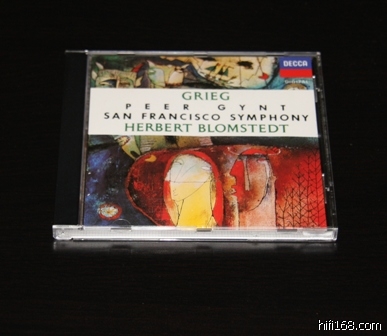 DECCA
GRIEG
PEER GYNT
SAN FRANCISCO SYMPHONY
HERBERT BLOMSTEDT
hifi168.com